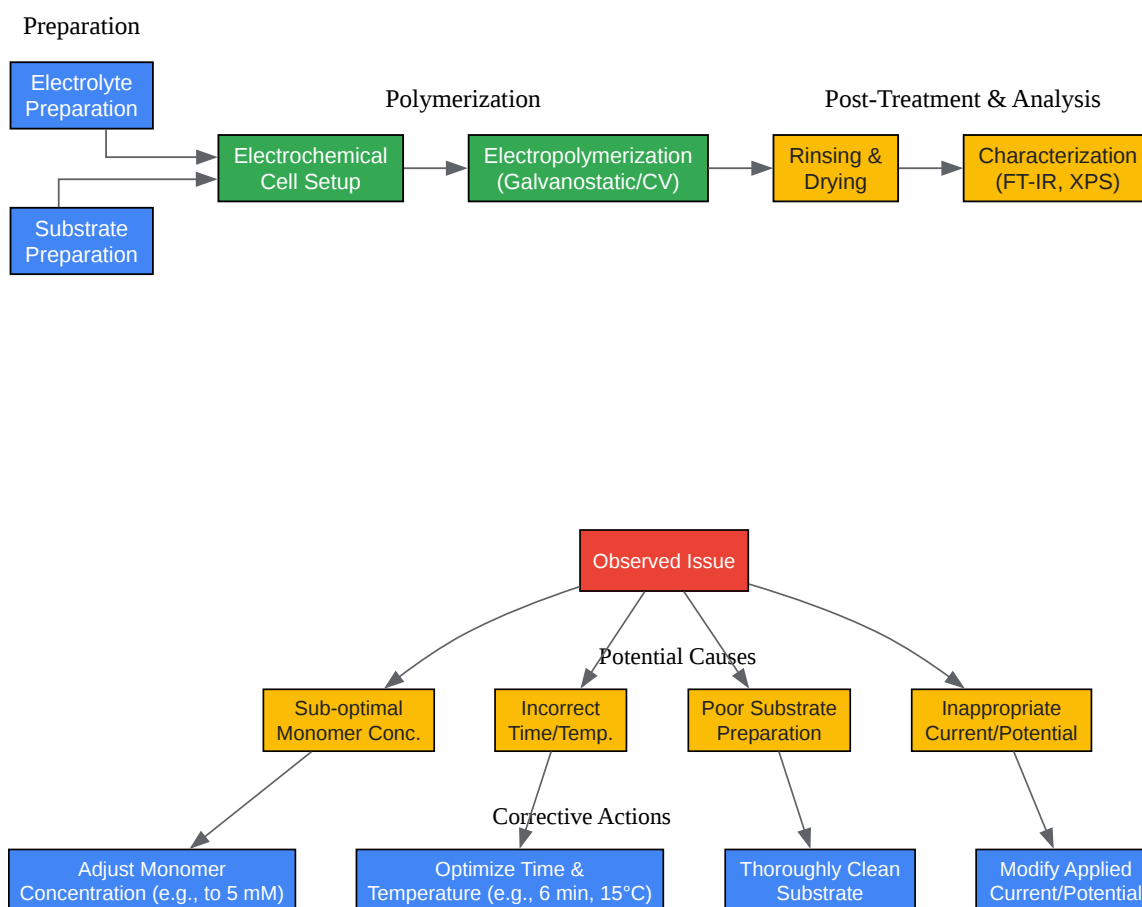 Preparation
Electrolyte
Preparation
Polymerization
Post-Treatment & Analysis
Electrochemical
Cell Setup
Electropolymerization
(Galvanostatic/CV)
Rinsing &
Drying
Characterization
(FT-IR, XPS)
Substrate
Preparation
Observed Issue
Potential Causes
Sub-optimal
Monomer Conc.
Incorrect
Time/Temp.
Poor Substrate
Preparation
Inappropriate
Current/Potential
Corrective Actions
Adjust Monomer
Concentration (e.g., to 5 mM)
Optimize Time &
Temperature (e.g., 6 min, 15°C)
Thoroughly Clean
Substrate
Modify Applied
Current/Potential